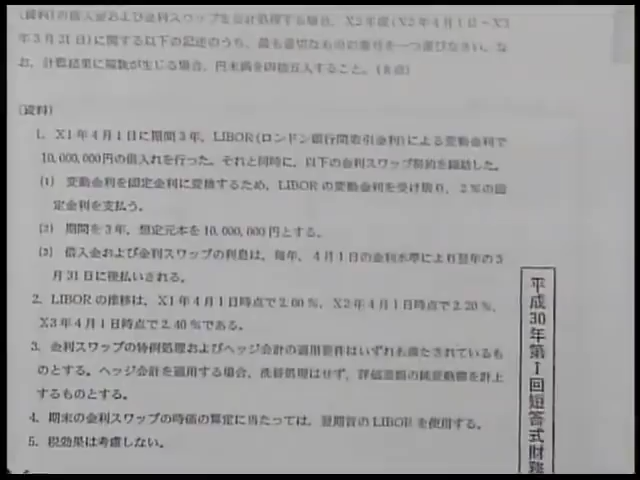 〔資料〕の借入金および金利スワップを会計処理する場合、X2年度(X2年4月1日~X3
年3月31日)に関する以下の記述のうち、最も適切なものの番号を一つ選びなさい。な
お、計算結果に端数が生じる場合、円未満を四捨五入すること。(8点)
〔資料〕
1. X1年4月1日に期間3年、LIBOR(ロンドン銀行間取引金利)による変動金利で
10,000,000円の借入れを行った。それと同時に、以下の金利スワップ契約を締結した。
(1) 変動金利を固定金利に変換するため、LIBORの変動金利を受け取り、2%の固
定金利を支払う。
(2) 期間を3年、想定元本を10,000,000円とする。
(3) 借入金および金利スワップの利息は、毎年、4月1日の金利水準により翌年の3
月31日に後払いされる。
2. LIBORの推移は、X1年4月1日時点で2.00%、X2年4月1日時点で2.20%、
X3年4月1日時点で2.40%である。
3. 金利スワップの特例処理およびヘッジ会計の適用要件はいずれも満たされているも
のとする。ヘッジ会計を適用する場合、洗替処理はせず、評価差額の純変動額を計上
するものとする。
4. 期末の金利スワップの時価の算定に当たっては、翌期首のLIBORを使用する。
5. 税効果は考慮しない。
平成30年第Ⅰ回短答式財務